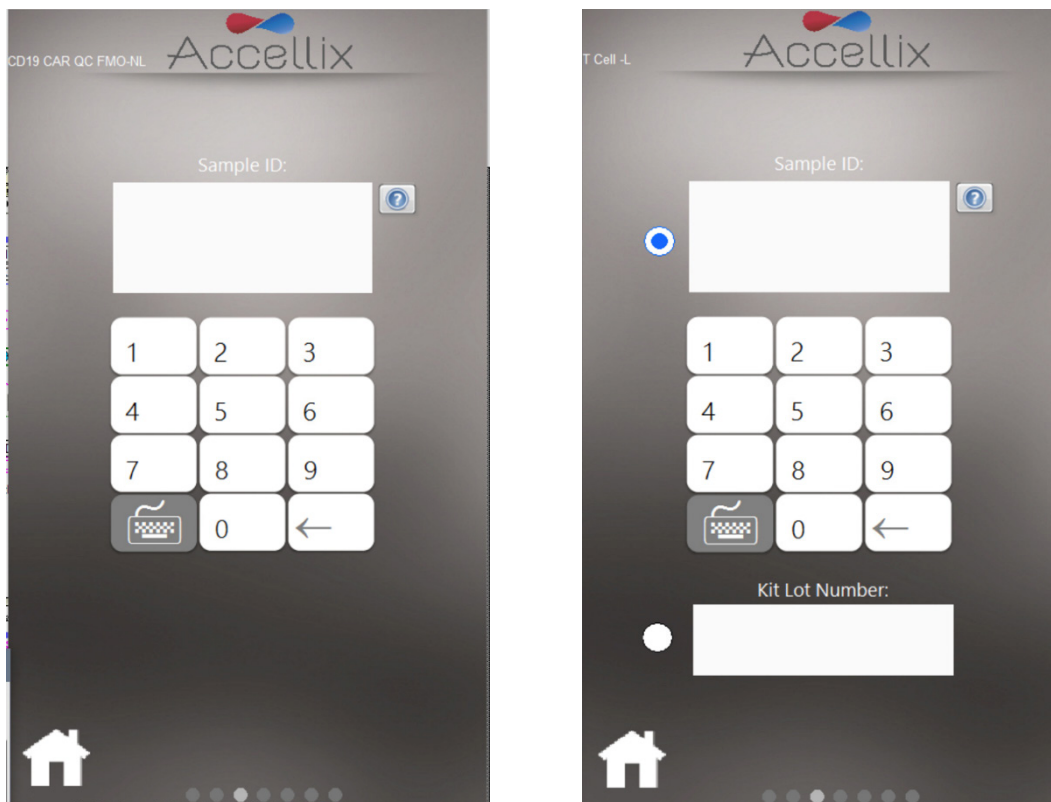 Accellix
CD19 CAR QC FMO-NL
Sample ID:
?
1 2 3
4 5 6
7 8 9
0 ←
Accellix
T Cell -L
Sample ID:
?
1 2 3
4 5 6
7 8 9
0 ←
Kit Lot Number: